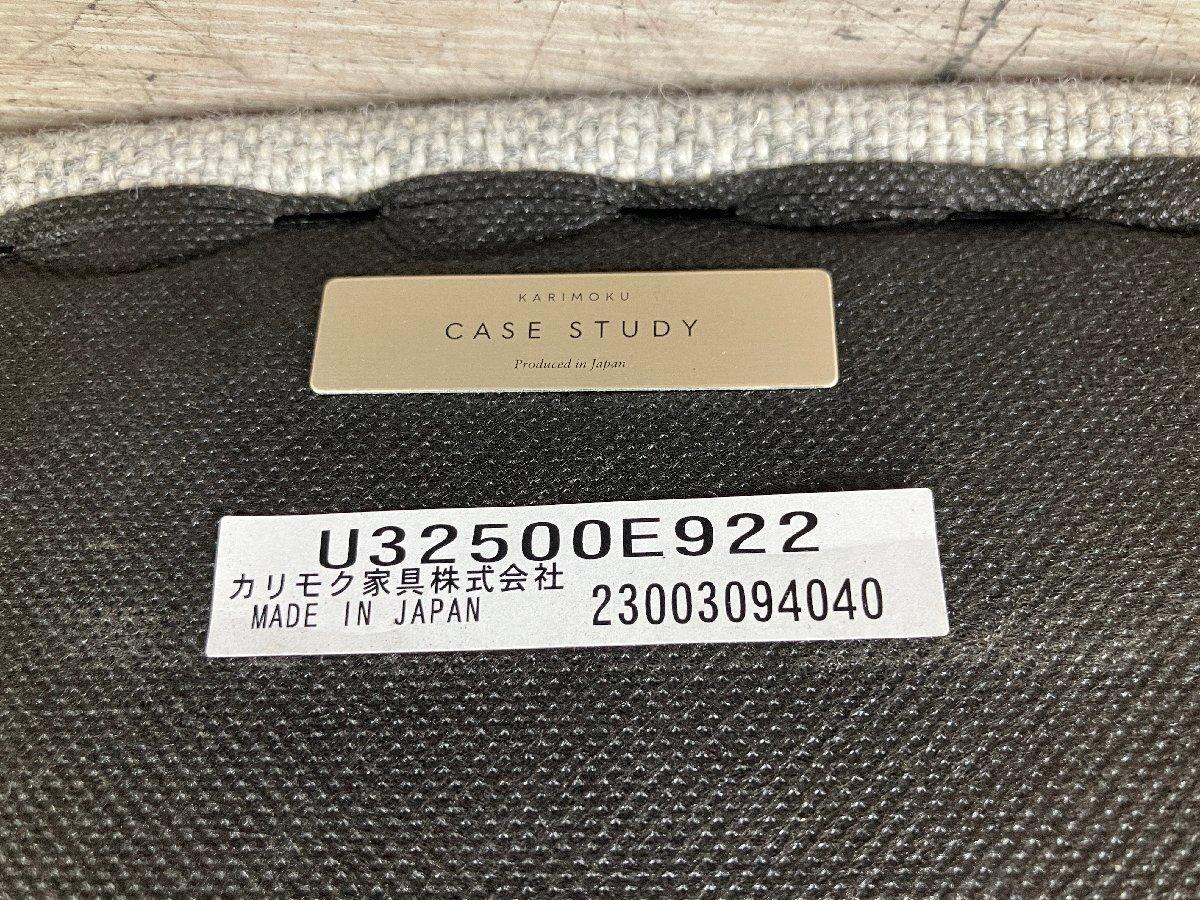 KARIMOKU
CASE STUDY
Produced in Japan
U32500E922
カリモク家具株式会社
MADE IN JAPAN 23003094040